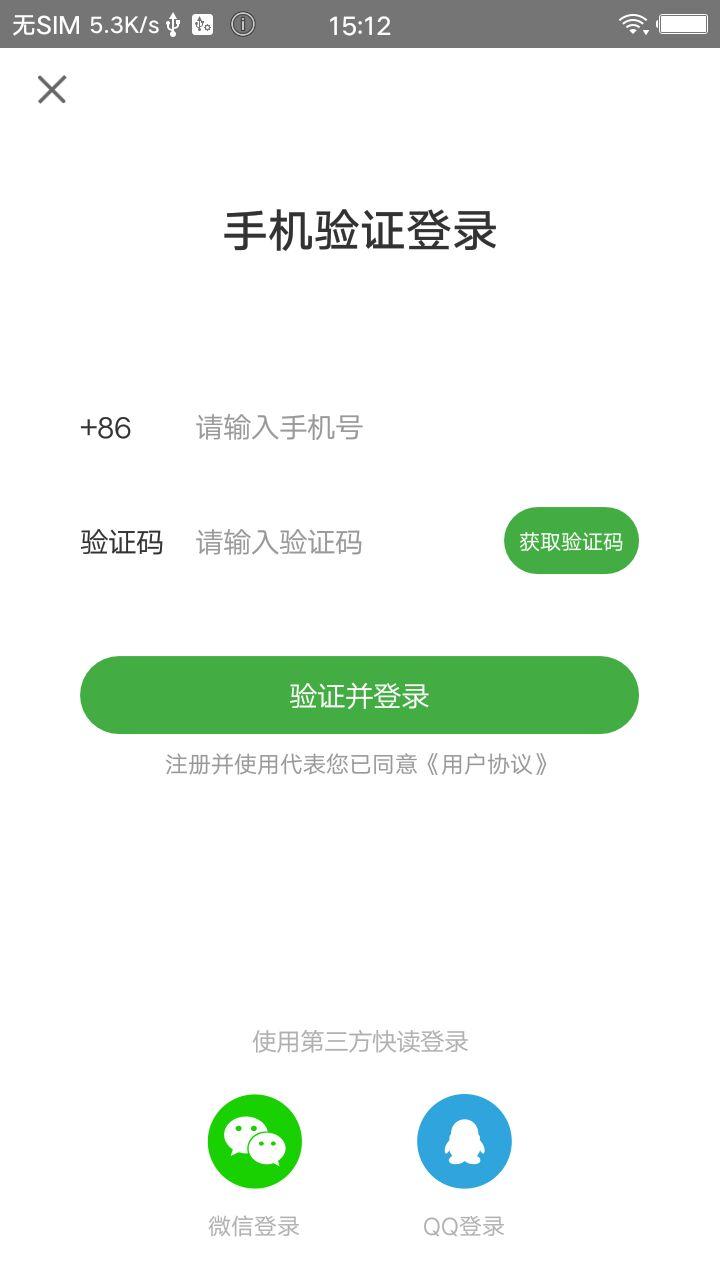 无SIM 5.3K/s 15:12
手机验证登录
+86 请输入手机号
验证码 请输入验证码 获取验证码
验证并登录
注册并使用代表您已同意《用户协议》
使用第三方快读登录
微信登录 QQ登录